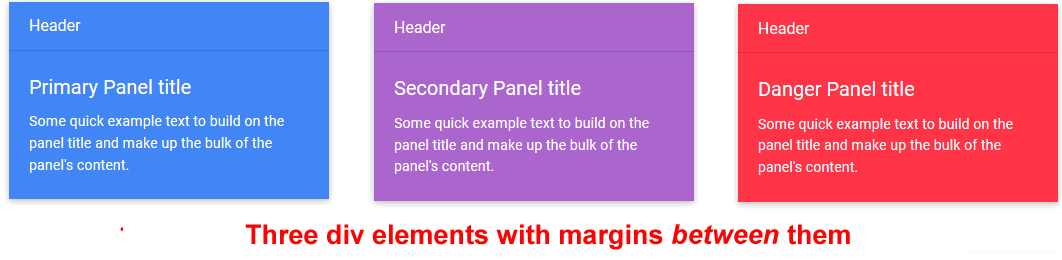 Header
Primary Panel title
Some quick example text to build on the
panel title and make up the bulk of the
panel's content.
Header
Secondary Panel title
Some quick example text to build on the
panel title and make up the bulk of the
panel's content.
Header
Danger Panel title
Some quick example text to build on the
panel title and make up the bulk of the
panel's content.
Three div elements with margins between them